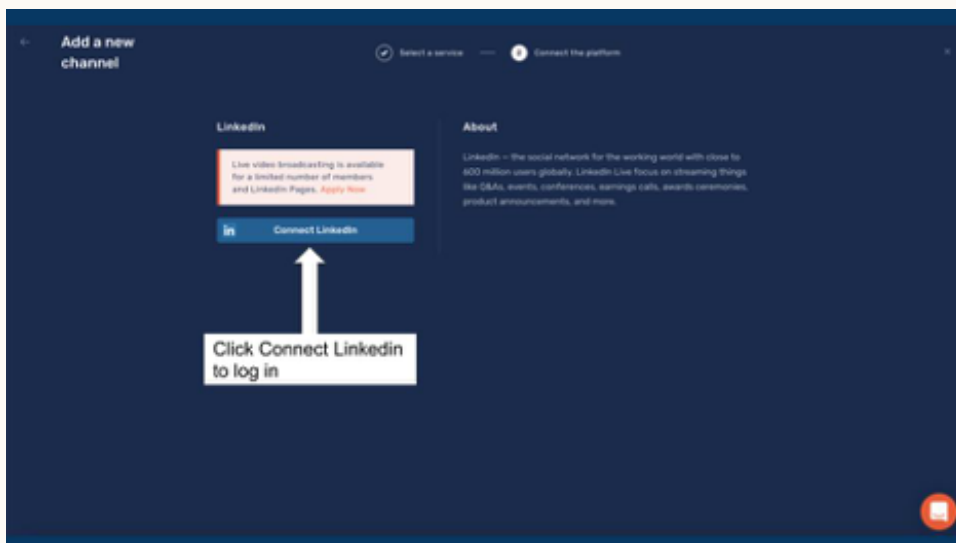 Add a new
channel
Select a service
2 Connect the platform
LinkedIn
Live video broadcasting is available
for a limited number of members
and LinkedIn Pages. Apply Now
in Connect LinkedIn
Click Connect Linkedin
to log in
About
LinkedIn – the social network for the working world with close to
600 million users globally. LinkedIn Live focus on streaming things
like Q&As, events, conferences, earnings calls, awards ceremonies,
product announcements, and more.